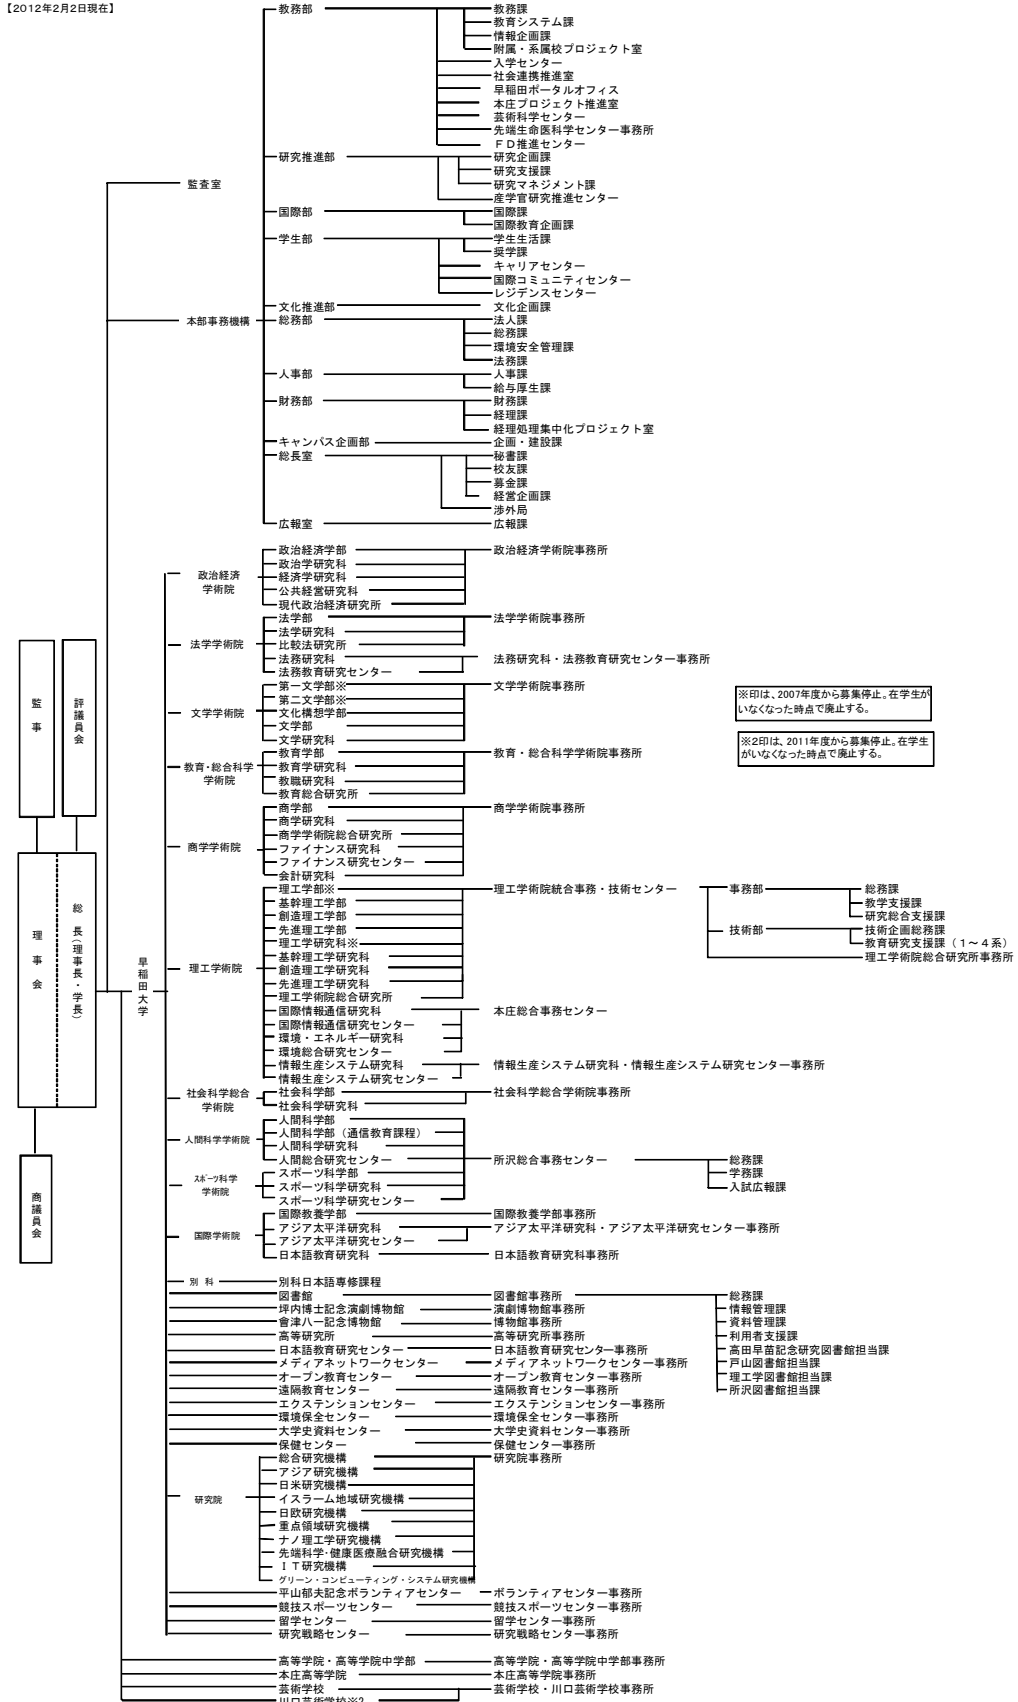 【2012年2月2日現在】
教務部
教務課
教育システム課
情報企画課
附属・系属校プロジェクト室
入学センター
社会連携推進室
早稲田ポータルオフィス
本庄プロジェクト推進室
芸術科学センター
先端生命医科学センター事務所
ＦＤ推進センター
研究推進部
研究企画課
研究支援課
研究マネジメント課
産学官研究推進センター
監査室
国際部
国際課
国際教育企画課
学生部
学生生活課
奨学課
キャリアセンター
国際コミュニティセンター
レジデンスセンター
文化推進部
文化企画課
本部事務機構
総務部
法人課
総務課
環境安全管理課
法務課
人事部
人事課
給与厚生課
財務部
財務課
経理課
経理処理集中化プロジェクト室
キャンパス企画部
企画・建設課
総長室
秘書課
校友課
募金課
経営企画課
渉外局
広報室
広報課
政治経済
学術院
政治経済学部
政治学研究科
経済学研究科
公共経営研究科
現代政治経済研究所
政治経済学術院事務所
法学学術院
法学部
法学研究科
比較法研究所
法務研究科
法務教育研究センター
法学学術院事務所
法務研究科・法務教育研究センター事務所
文学学術院
第一文学部※
第二文学部※
文化構想学部
文学部
文学研究科
文学学術院事務所
※印は、2007年度から募集停止。在学生が
いなくなった時点で廃止する。
※2印は、2011年度から募集停止。在学生
がいなくなった時点で廃止する。
監事
評議員会
教育・総合科学
学術院
教育学部
教育学研究科
教職研究科
教育総合研究所
教育・総合科学学術院事務所
商学学術院
商学部
商学研究科
商学学術院総合研究所
ファイナンス研究科
ファイナンス研究センター
会計研究科
商学学術院事務所
理事会
総長(理事長・学長)
早稲田大学
理工学術院
理工学部※
基幹理工学部
創造理工学部
先進理工学部
理工学研究科※
基幹理工学研究科
創造理工学研究科
先進理工学研究科
理工学術院総合研究所
国際情報通信研究科
国際情報通信研究センター
環境・エネルギー研究科
環境総合研究センター
情報生産システム研究科
情報生産システム研究センター
理工学術院統合事務・技術センター
事務部
総務課
教学支援課
研究総合支援課
技術部
技術企画総務課
教育研究支援課（１～４系）
理工学術院総合研究所事務所
本庄総合事務センター
情報生産システム研究科・情報生産システム研究センター事務所
社会科学総合
学術院
社会科学部
社会科学研究科
社会科学総合学術院事務所
人間科学学術院
人間科学部
人間科学部（通信教育課程）
人間科学研究科
人間総合研究センター
所沢総合事務センター
総務課
学務課
入試広報課
商議員会
スポーツ科学
学術院
スポーツ科学部
スポーツ科学研究科
スポーツ科学研究センター
国際学術院
国際教養学部
アジア太平洋研究科
アジア太平洋研究センター
日本語教育研究科
国際教養学部事務所
アジア太平洋研究科・アジア太平洋研究センター事務所
日本語教育研究科事務所
別科
別科日本語専修課程
図書館
図書館事務所
総務課
情報管理課
資料管理課
利用者支援課
高田早苗記念研究図書館担当課
戸山図書館担当課
理工学図書館担当課
所沢図書館担当課
坪内博士記念演劇博物館
演劇博物館事務所
會津八一記念博物館
博物館事務所
高等研究所
高等研究所事務所
日本語教育研究センター
日本語教育研究センター事務所
メディアネットワークセンター
メディアネットワークセンター事務所
オープン教育センター
オープン教育センター事務所
遠隔教育センター
遠隔教育センター事務所
エクステンションセンター
エクステンションセンター事務所
環境保全センター
環境保全センター事務所
大学史資料センター
大学史資料センター事務所
保健センター
保健センター事務所
研究院
総合研究機構
アジア研究機構
日米研究機構
イスラーム地域研究機構
日欧研究機構
重点領域研究機構
ナノ理工学研究機構
先端科学・健康医療融合研究機構
ＩＴ研究機構
グリーン・コンピューティング・システム研究機構
研究院事務所
平山郁夫記念ボランティアセンター
ボランティアセンター事務所
競技スポーツセンター
競技スポーツセンター事務所
留学センター
留学センター事務所
研究戦略センター
研究戦略センター事務所
高等学院・高等学院中学部
高等学院・高等学院中学部事務所
本庄高等学院
本庄高等学院事務所
芸術学校
芸術学校・川口芸術学校事務所
川口芸術学校※2